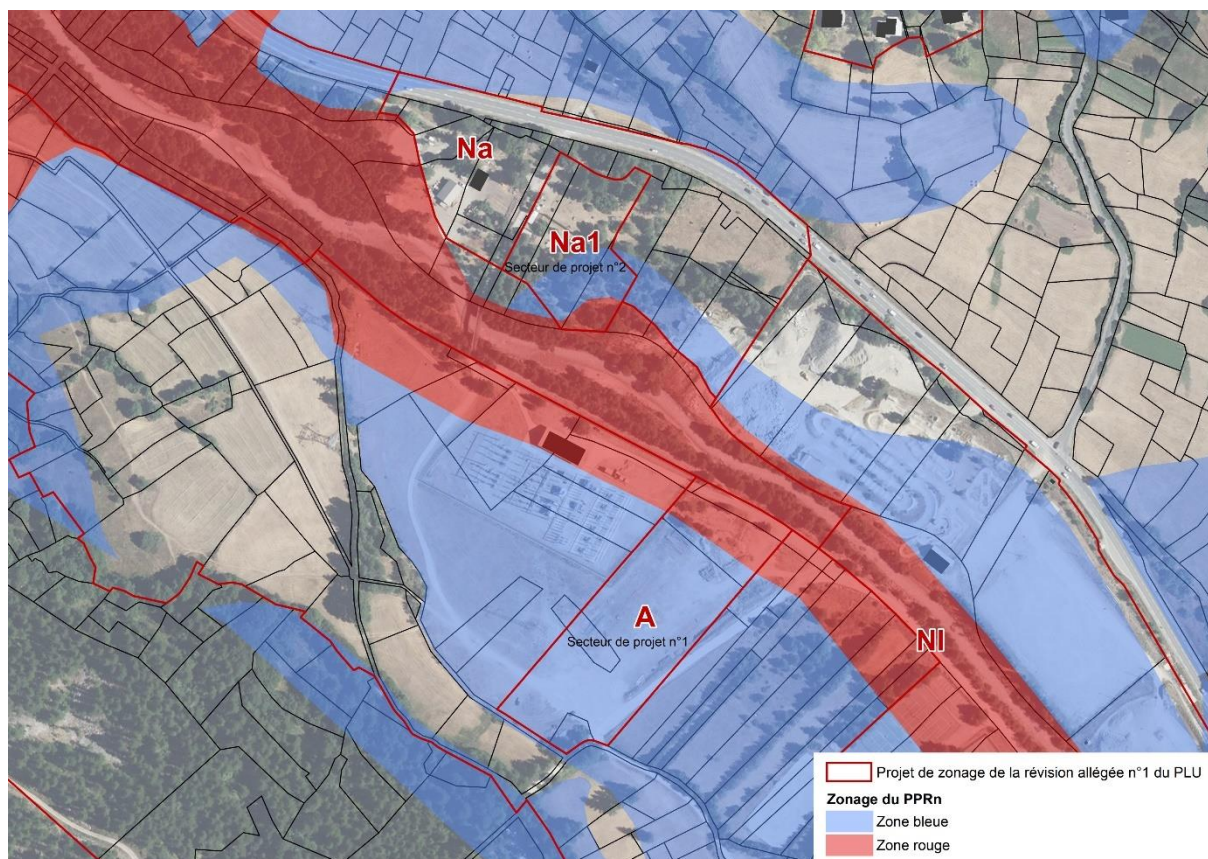 Na
Na1
Secteur de projet n°2
A
Secteur de projet n°1
Nl
Projet de zonage de la révision allégée n°1 du PLU
Zonage du PPRn
Zone bleue
Zone rouge